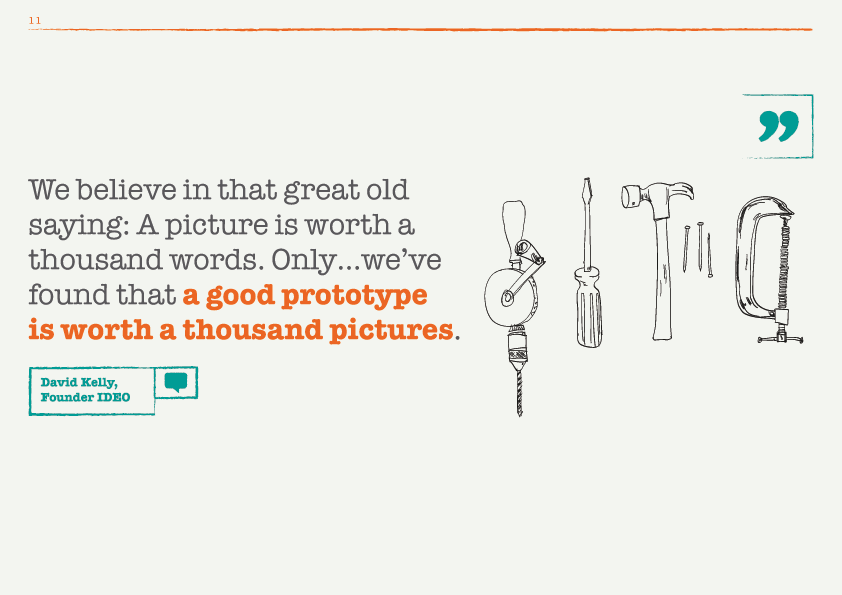 11
”
We believe in that great old
saying: A picture is worth a
thousand words. Only...we’ve
found that a good prototype
is worth a thousand pictures.
David Kelly,
Founder IDEO